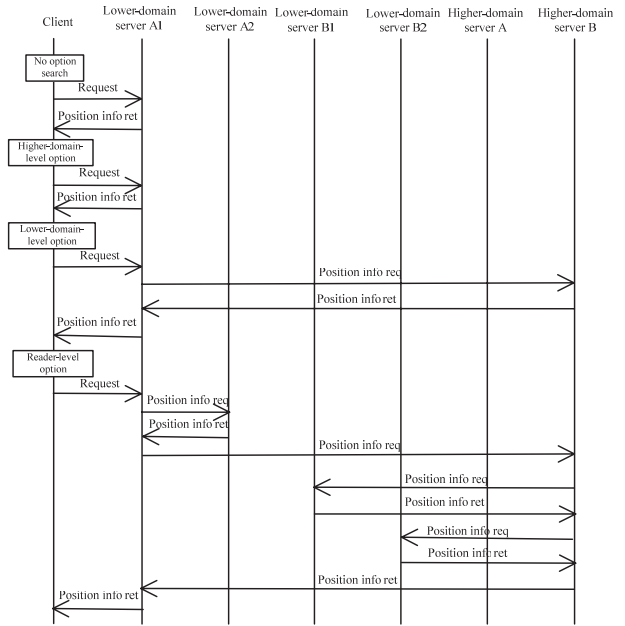 Client
Lower-domain
server A1
Lower-domain
server A2
Lower-domain
server B1
Lower-domain
server B2
Higher-domain
server A
Higher-domain
server B
No option
search
Request
Position info ret
Higher-domain-
level option
Request
Position info ret
Lower-domain-
level option
Request
Position info req
Position info ret
Position info ret
Reader-level
option
Request
Position info req
Position info ret
Position info req
Position info req
Position info ret
Position info req
Position info ret
Position info ret
Position info ret